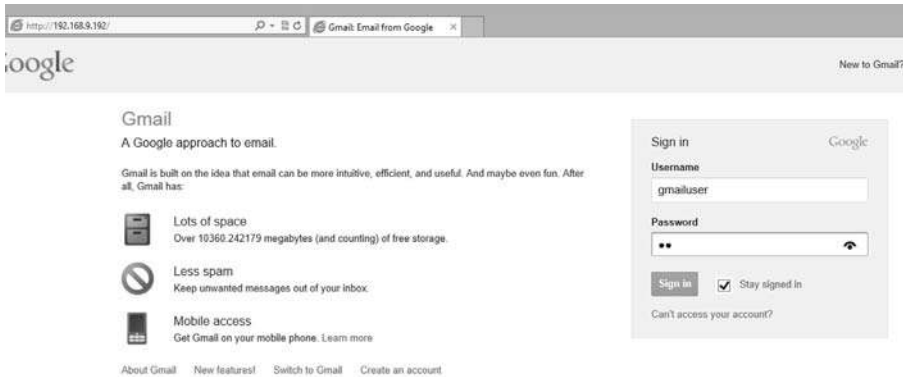 http://192.168.9.192/
Gmail: Email from Google
Google
New to Gmail?
Gmail
A Google approach to email.
Gmail is built on the idea that email can be more intuitive, efficient, and useful. And maybe even fun. After
all, Gmail has:
Lots of space
Over 10360.242179 megabytes (and counting) of free storage.
Less spam
Keep unwanted messages out of your inbox.
Mobile access
Get Gmail on your mobile phone. Learn more
About Gmail New features! Switch to Gmail Create an account
Sign in Google
Username
gmailuser
Password
••
Sign in Stay signed in
Can't access your account?